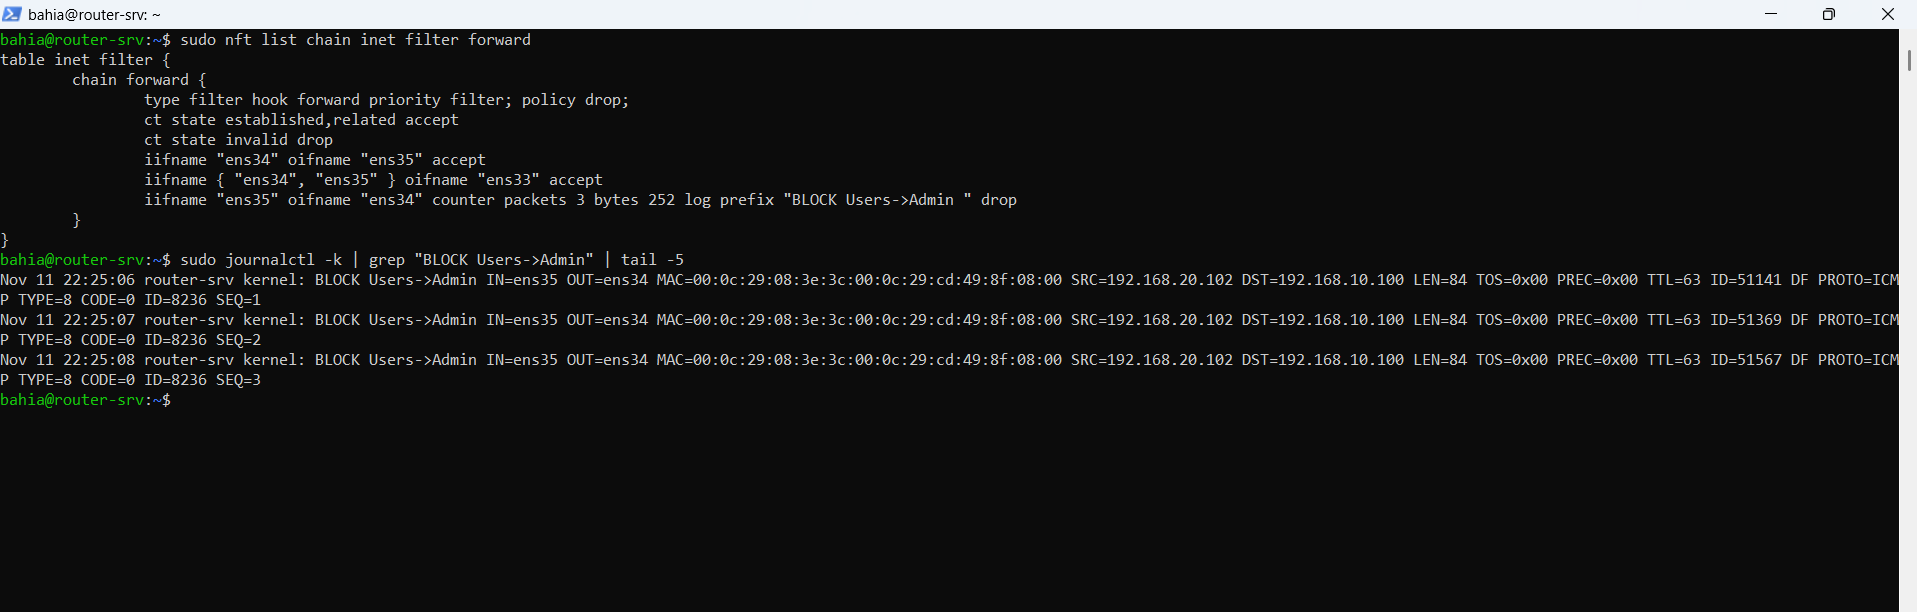 bahia@router-srv: ~
bahia@router-srv:~$ sudo nft list chain inet filter forward
table inet filter {
        chain forward {
                type filter hook forward priority filter; policy drop;
                ct state established,related accept
                ct state invalid drop
                iifname "ens34" oifname "ens35" accept
                iifname { "ens34", "ens35" } oifname "ens33" accept
                iifname "ens35" oifname "ens34" counter packets 3 bytes 252 log prefix "BLOCK Users->Admin " drop
        }
}
bahia@router-srv:~$ sudo journalctl -k | grep "BLOCK Users->Admin" | tail -5
Nov 11 22:25:06 router-srv kernel: BLOCK Users->Admin IN=ens35 OUT=ens34 MAC=00:0c:29:08:3e:3c:00:0c:29:cd:49:8f:08:00 SRC=192.168.20.102 DST=192.168.10.100 LEN=84 TOS=0x00 PREC=0x00 TTL=63 ID=51141 DF PROTO=ICM
P TYPE=8 CODE=0 ID=8236 SEQ=1
Nov 11 22:25:07 router-srv kernel: BLOCK Users->Admin IN=ens35 OUT=ens34 MAC=00:0c:29:08:3e:3c:00:0c:29:cd:49:8f:08:00 SRC=192.168.20.102 DST=192.168.10.100 LEN=84 TOS=0x00 PREC=0x00 TTL=63 ID=51369 DF PROTO=ICM
P TYPE=8 CODE=0 ID=8236 SEQ=2
Nov 11 22:25:08 router-srv kernel: BLOCK Users->Admin IN=ens35 OUT=ens34 MAC=00:0c:29:08:3e:3c:00:0c:29:cd:49:8f:08:00 SRC=192.168.20.102 DST=192.168.10.100 LEN=84 TOS=0x00 PREC=0x00 TTL=63 ID=51567 DF PROTO=ICM
P TYPE=8 CODE=0 ID=8236 SEQ=3
bahia@router-srv:~$